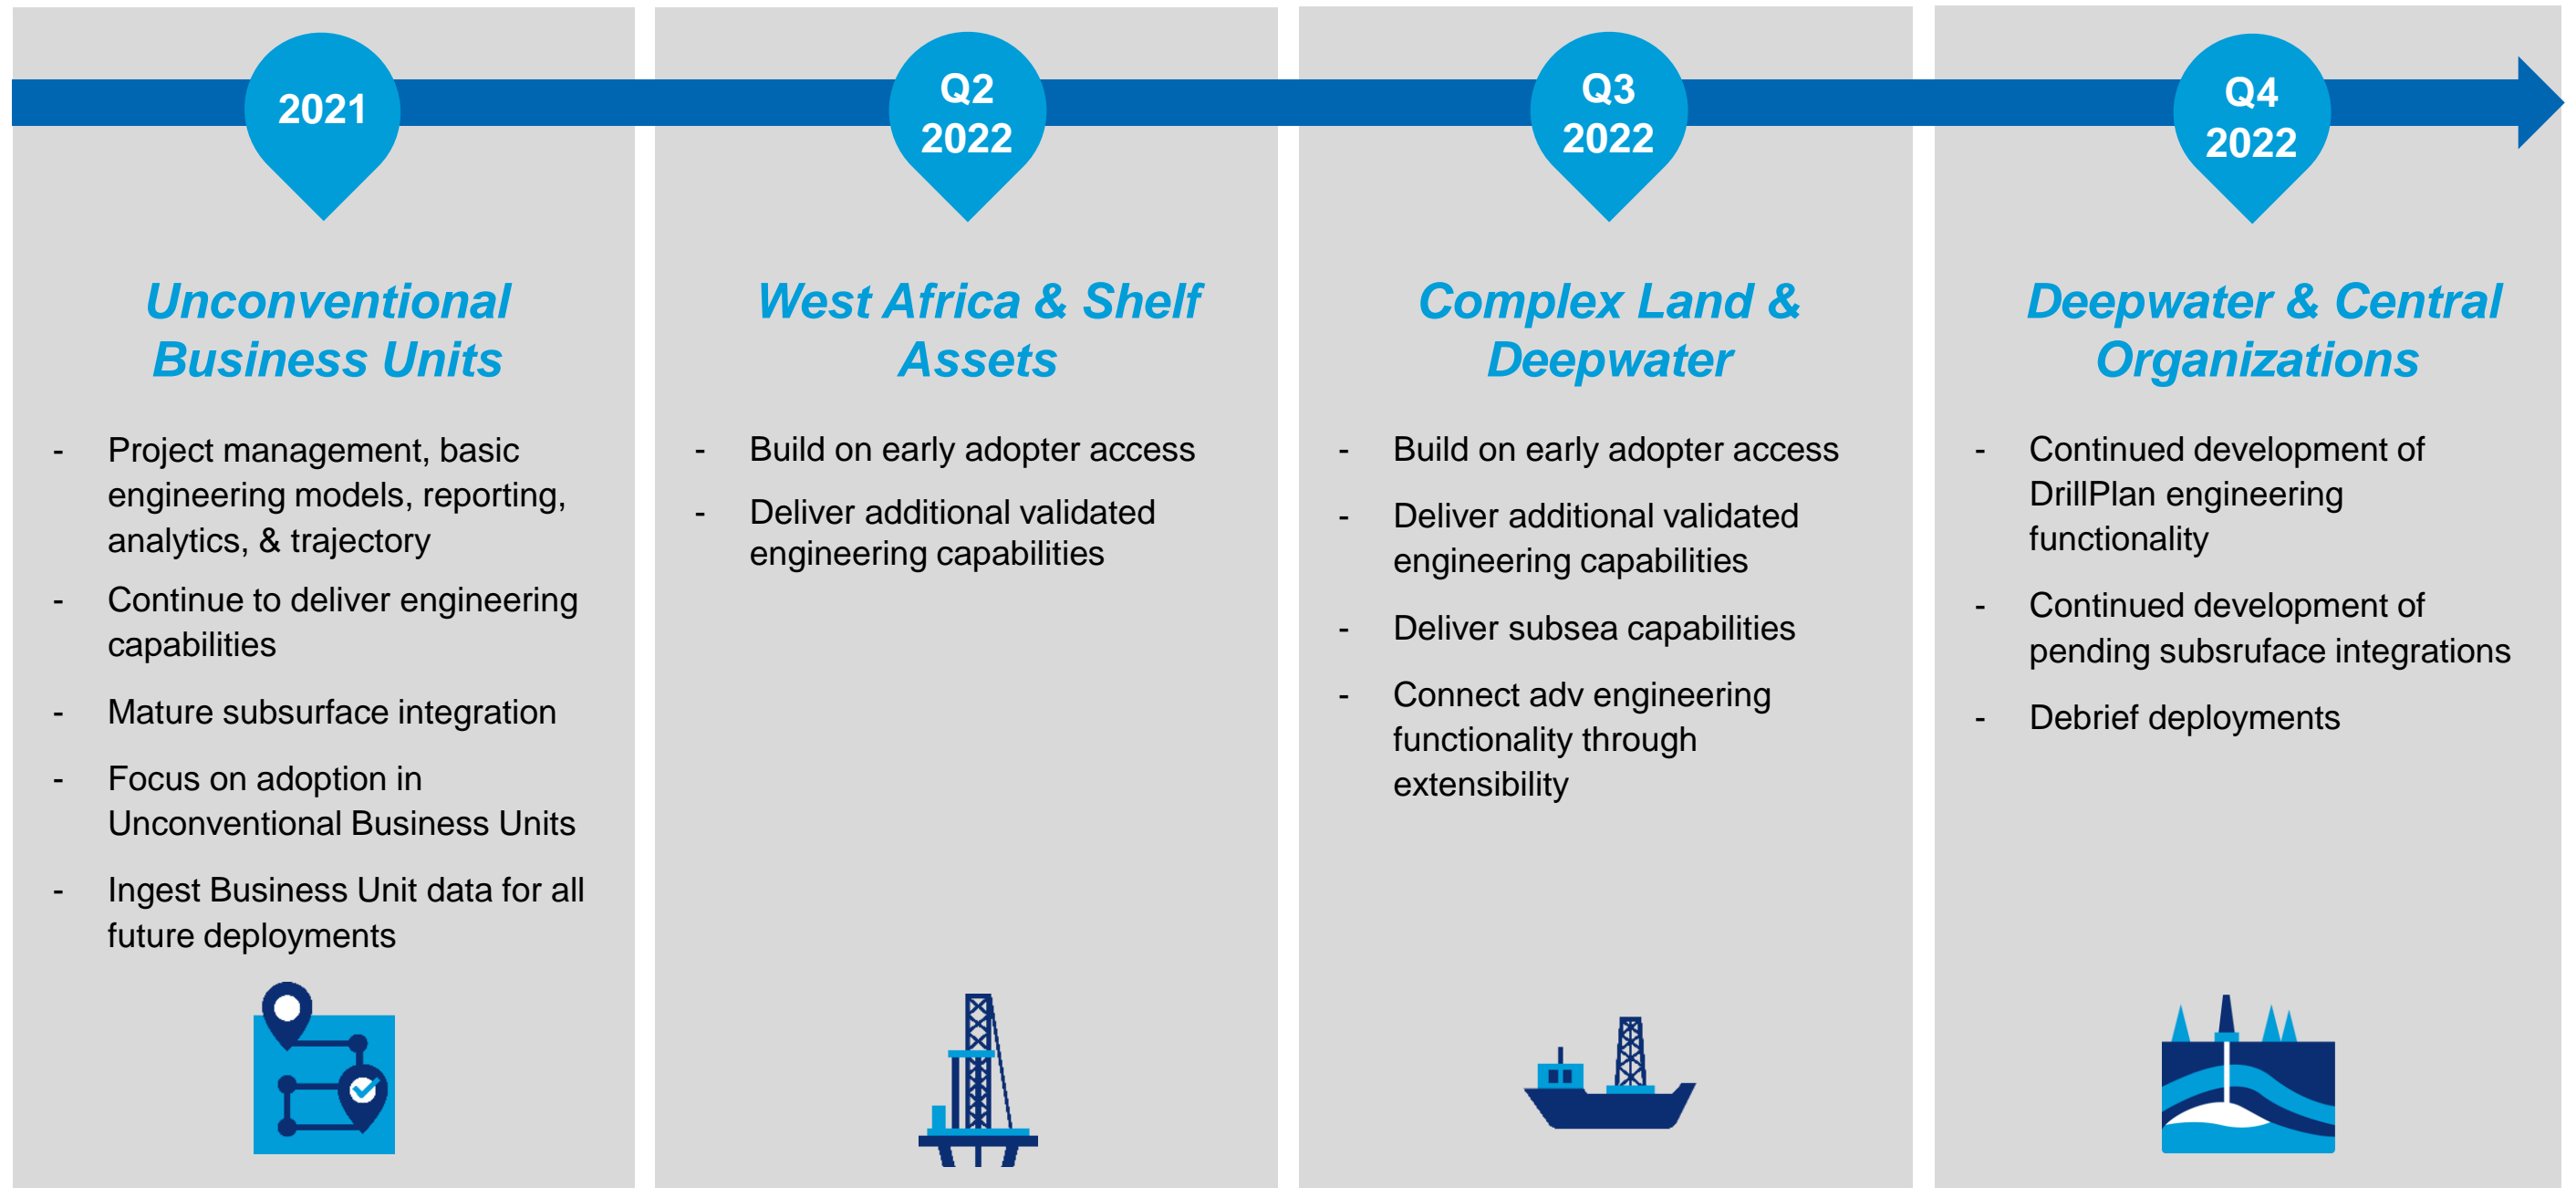 2021
Unconventional
Business Units
- Project management, basic
engineering models, reporting,
analytics, & trajectory
- Continue to deliver engineering
capabilities
- Mature subsurface integration
- Focus on adoption in
Unconventional Business Units
- Ingest Business Unit data for all
future deployments
Q2
2022
West Africa & Shelf
Assets
- Build on early adopter access
- Deliver additional validated
engineering capabilities
Q3
2022
Complex Land &
Deepwater
- Build on early adopter access
- Deliver additional validated
engineering capabilities
- Deliver subsea capabilities
- Connect adv engineering
functionality through
extensibility
Q4
2022
Deepwater & Central
Organizations
- Continued development of
DrillPlan engineering
functionality
- Continued development of
pending subsruface integrations
- Debrief deployments